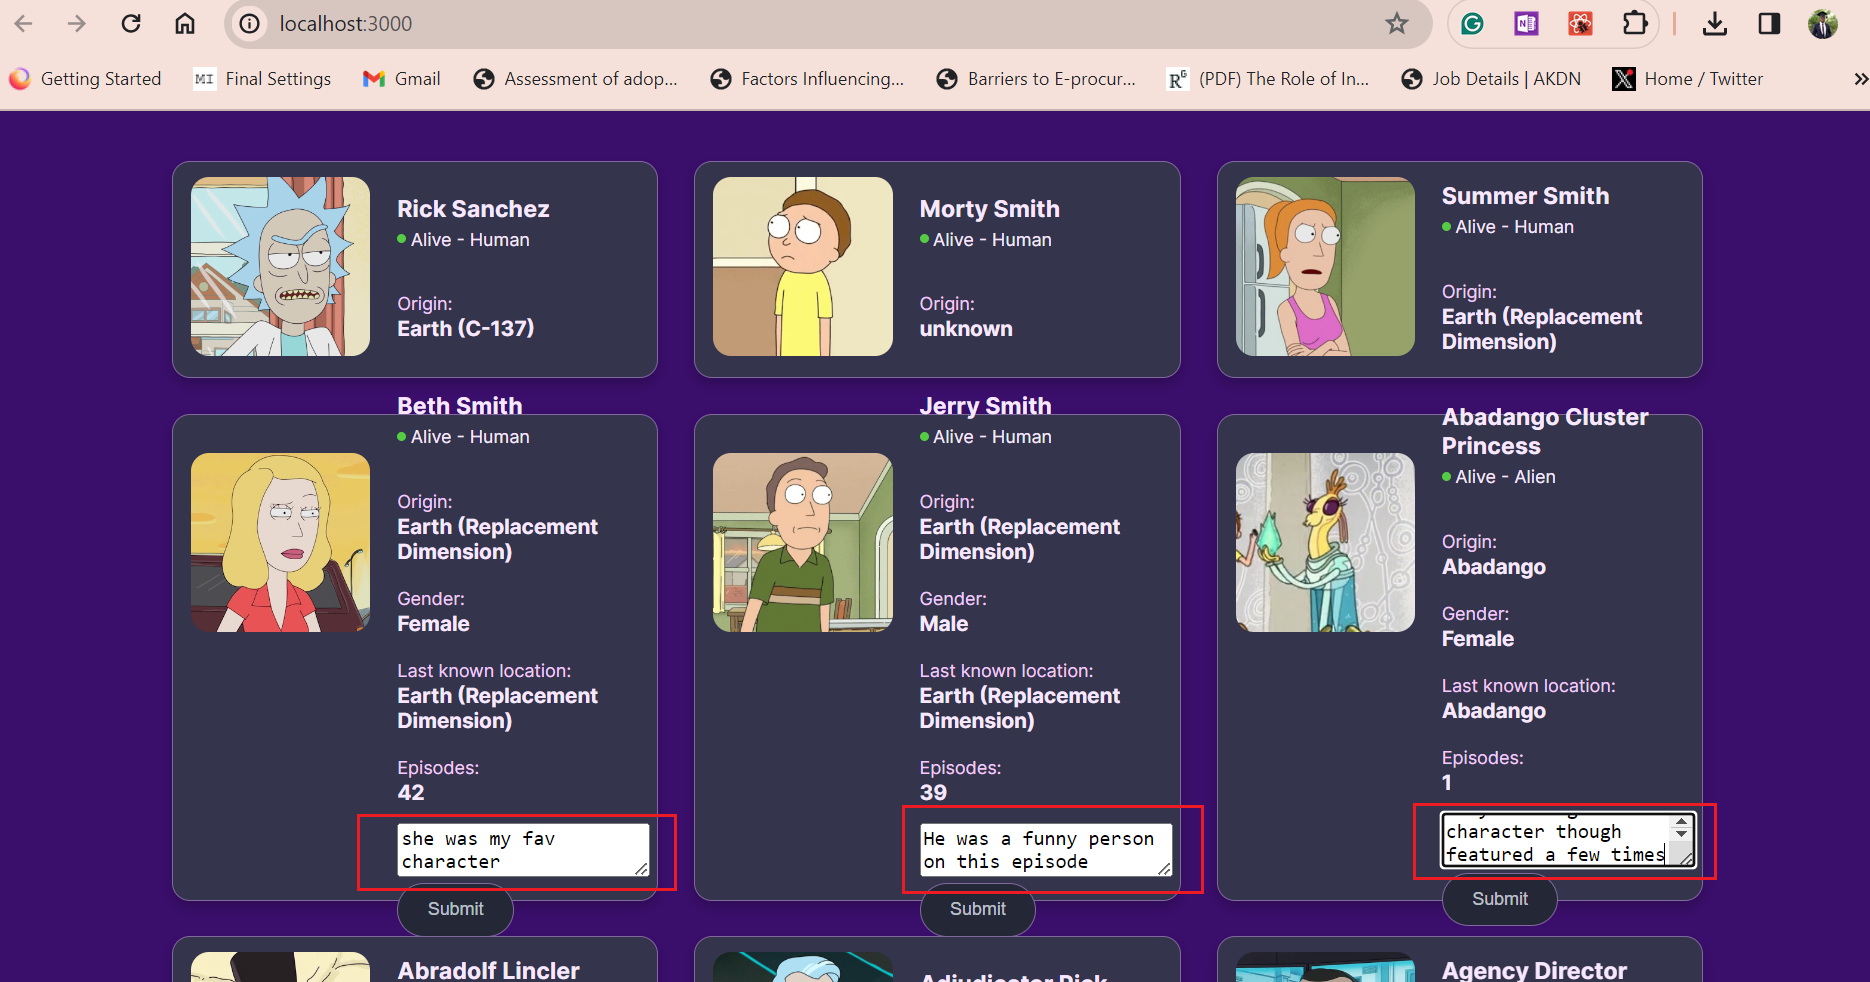 localhost:3000
Getting Started
MI Final Settings
Gmail
Assessment of adop...
Factors Influencing...
Barriers to E-procur...
(PDF) The Role of In...
Job Details | AKDN
Home / Twitter
Rick Sanchez
Alive - Human
Origin:
Earth (C-137)
Morty Smith
Alive - Human
Origin:
unknown
Summer Smith
Alive - Human
Origin:
Earth (Replacement
Dimension)
Beth Smith
Alive - Human
Origin:
Earth (Replacement
Dimension)
Gender:
Female
Last known location:
Earth (Replacement
Dimension)
Episodes:
42
she was my fav
character
Submit
Jerry Smith
Alive - Human
Origin:
Earth (Replacement
Dimension)
Gender:
Male
Last known location:
Earth (Replacement
Dimension)
Episodes:
39
He was a funny person
on this episode
Submit
Abadango Cluster
Princess
Alive - Alien
Origin:
Abadango
Gender:
Female
Last known location:
Abadango
Episodes:
1
character though
featured a few times
Submit
Abradolf Lincler
Adjudicator Rick
Agency Director